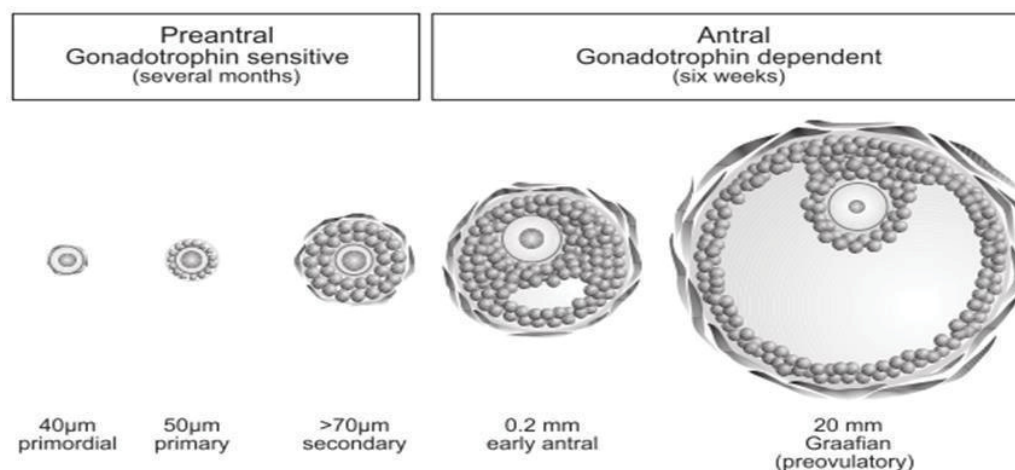 Preantral
Gonadotrophin sensitive
(several months)
Antral
Gonadotrophin dependent
(six weeks)
40µm
primordial
50µm
primary
>70µm
secondary
0.2 mm
early antral
20 mm
Graafian
(preovulatory)